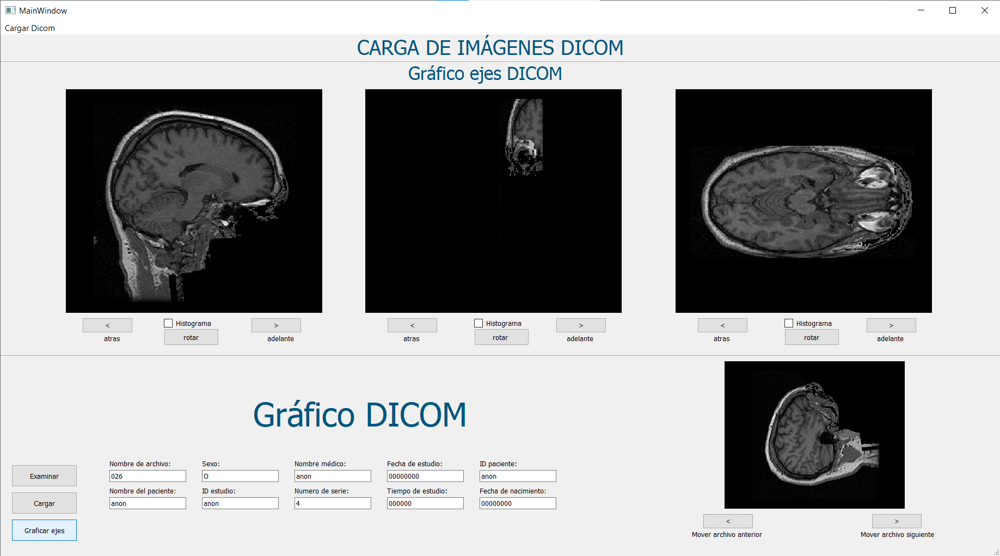 MainWindow
Cargar Dicom
CARGA DE IMÁGENES DICOM
Gráfico ejes DICOM
< Histograma >
atras rotar adelante
< Histograma >
atras rotar adelante
< Histograma >
atras rotar adelante
Gráfico DICOM
Examinar
Cargar
Graficar ejes
Nombre de archivo: Sexo: Nombre médico: Fecha de estudio: ID paciente:
026 O anon 00000000 anon
Nombre del paciente: ID estudio: Numero de serie: Tiempo de estudio: Fecha de nacimiento:
anon anon 4 000000 00000000
< >
Mover archivo anterior Mover archivo siguiente